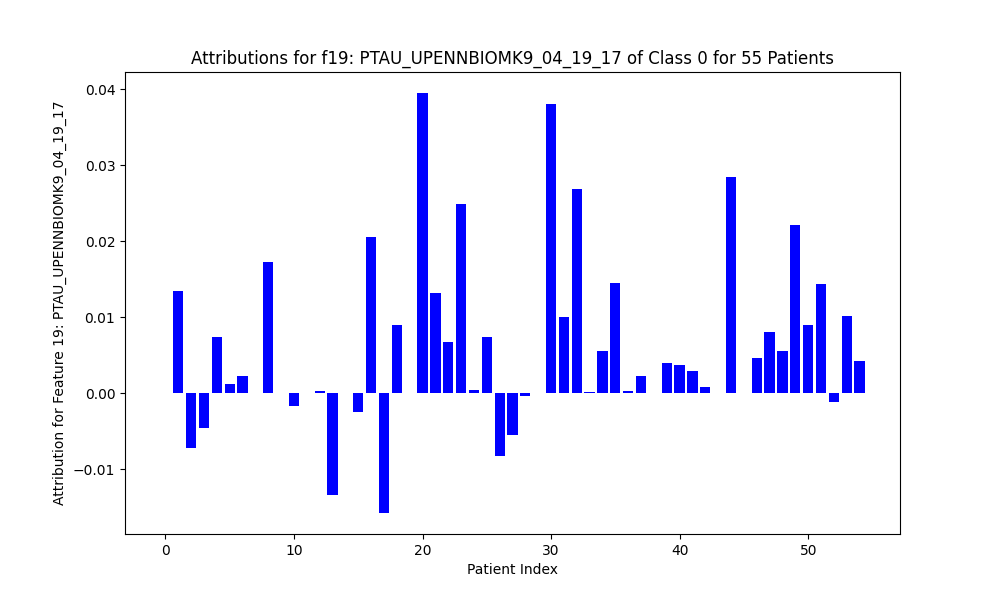 Attributions for f19: PTAU_UPENNBIOMK9_04_19_17 of Class 0 for 55 Patients
Attribution for Feature 19: PTAU_UPENNBIOMK9_04_19_17
0.04
0.03
0.02
0.01
0.00
−0.01
0 10 20 30 40 50
Patient Index